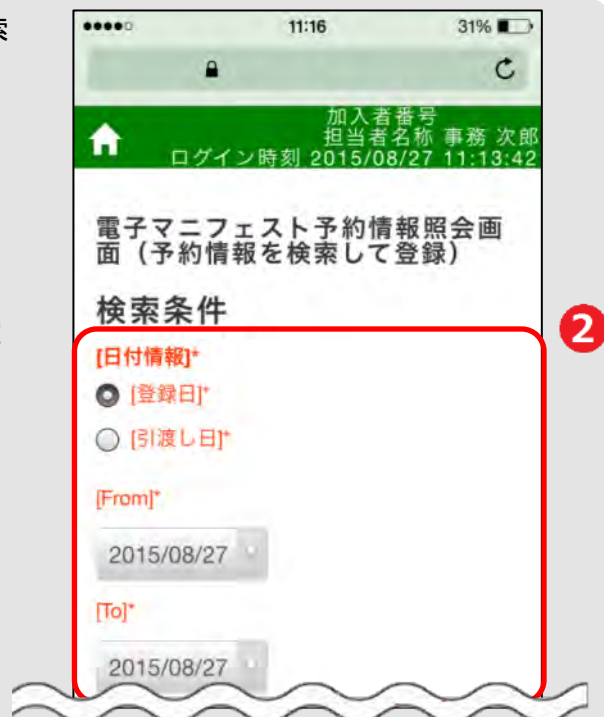 索
11:16 31%
加入者番号
担当者名称 事務 次郎
ログイン時刻 2015/08/27 11:13:42
電子マニフェスト予約情報照会画
面（予約情報を検索して登録）
検索条件
2
[日付情報]*
[登録日]*
[引渡し日]*
[From]*
2015/08/27
[To]*
2015/08/27